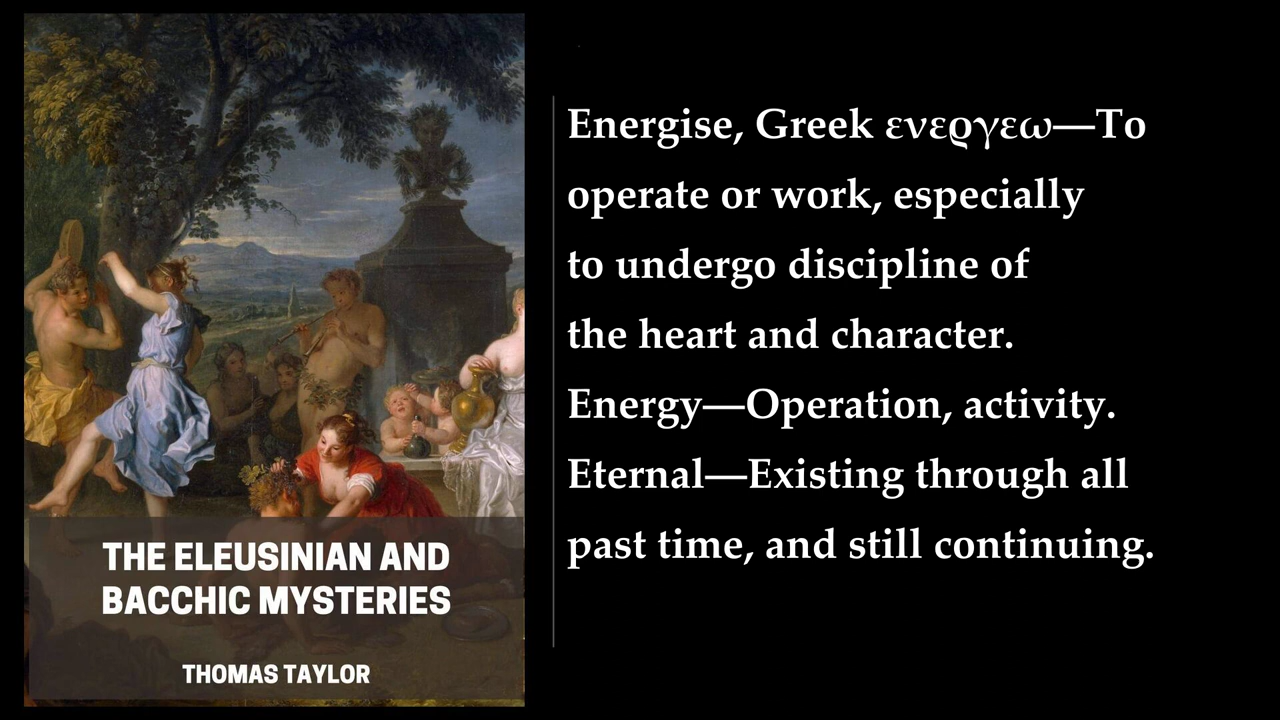 THE ELEUSINIAN AND
BACCHIC MYSTERIES
THOMAS TAYLOR
Energise, Greek ενεργεω—To
operate or work, especially
to undergo discipline of
the heart and character.
Energy—Operation, activity.
Eternal—Existing through all
past time, and still continuing.